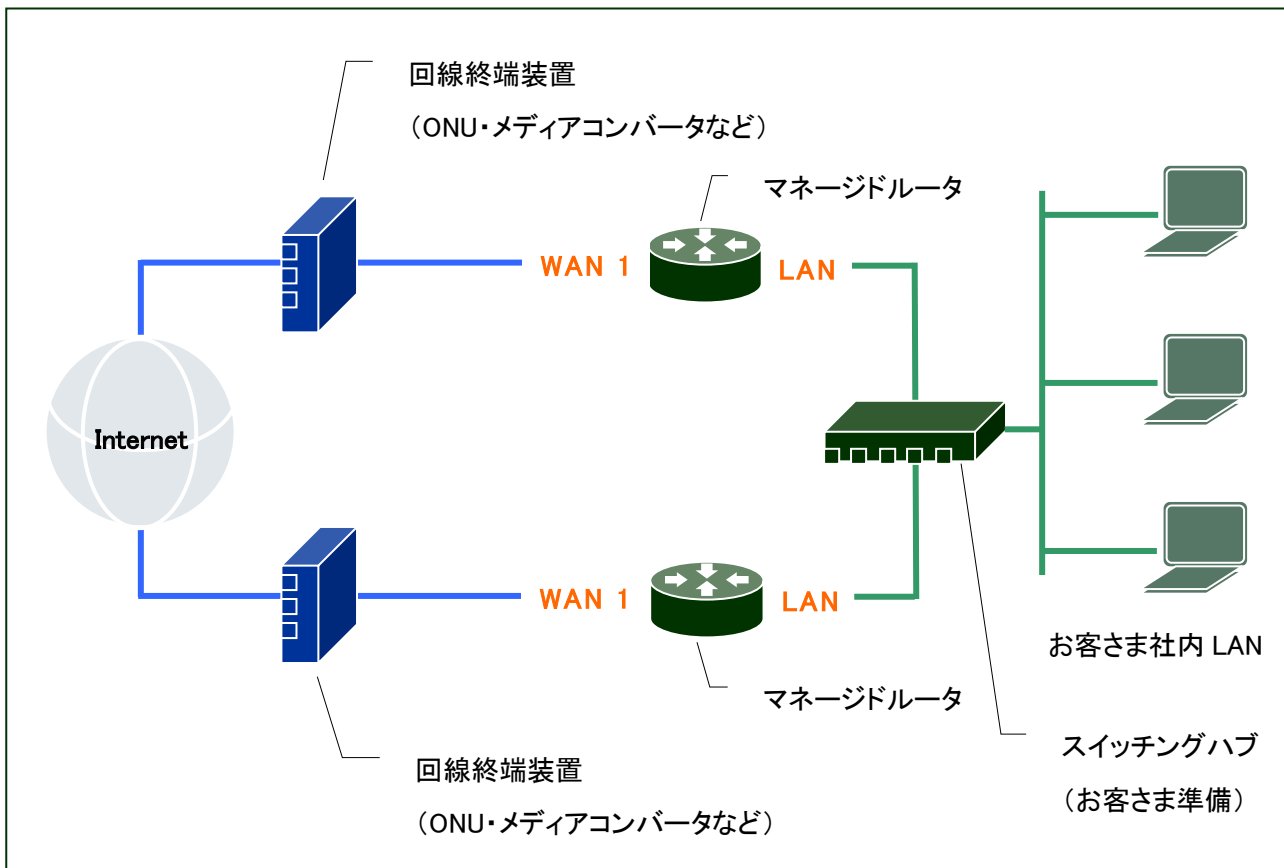 回線終端装置
（ONU・メディアコンバータなど）
マネージドルータ
WAN 1
LAN
Internet
WAN 1
LAN
お客さま社内 LAN
マネージドルータ
スイッチングハブ
（お客さま準備）
回線終端装置
（ONU・メディアコンバータなど）